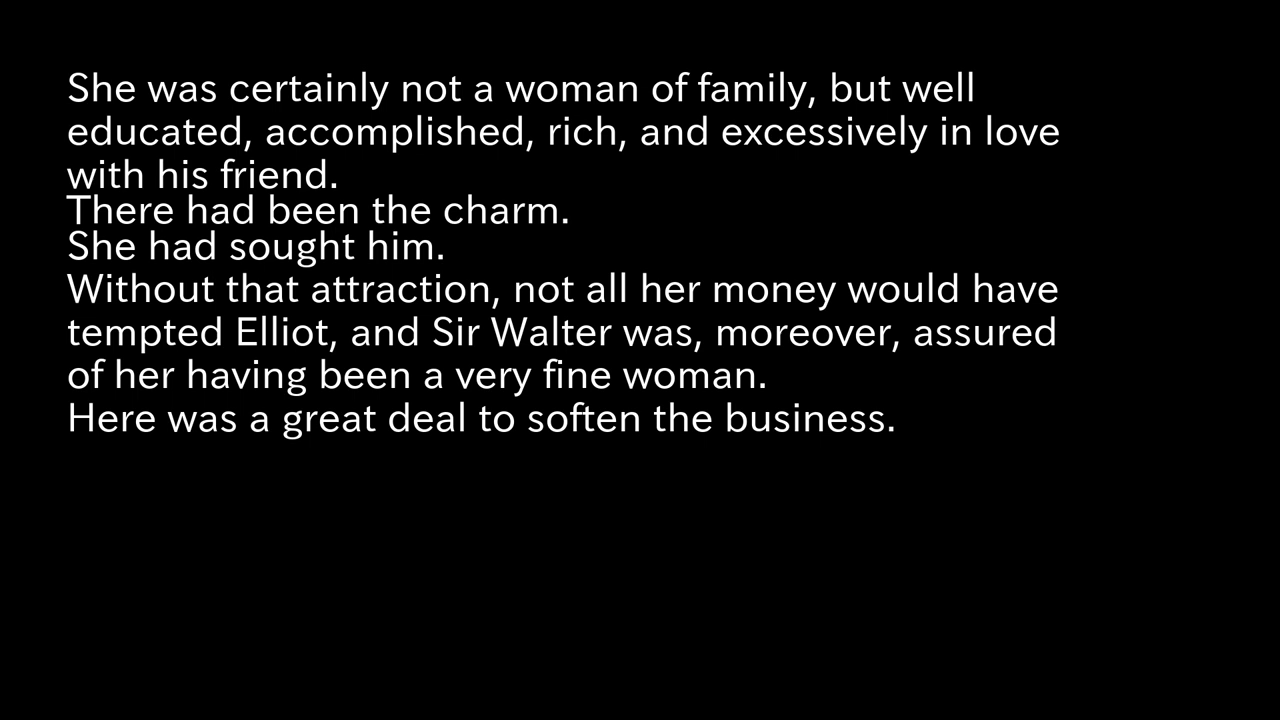 She was certainly not a woman of family, but well
educated, accomplished, rich, and excessively in love
with his friend.
There had been the charm.
She had sought him.
Without that attraction, not all her money would have
tempted Elliot, and Sir Walter was, moreover, assured
of her having been a very fine woman.
Here was a great deal to soften the business.